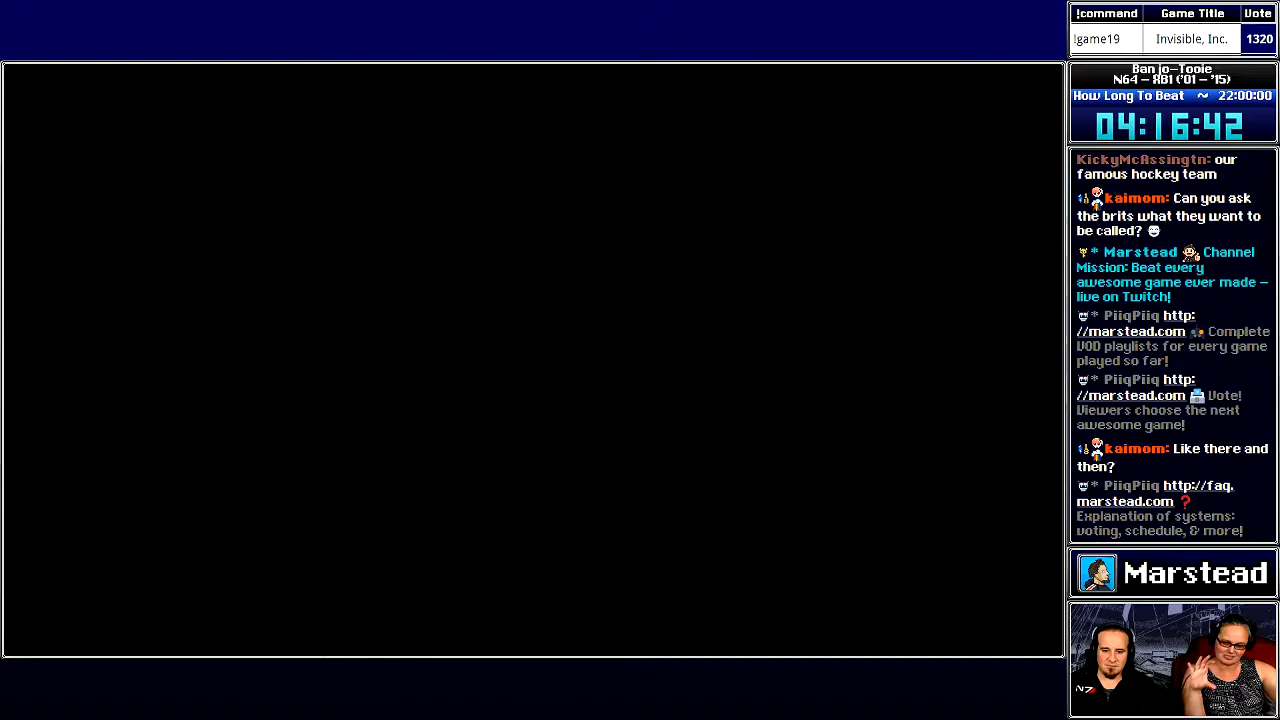 !command Game Title Vote
!game19 Invisible, Inc. 1320
Banjo-Tooie
N64 - XB1 ('01 - '15)
How Long To Beat ~ 22:00:00
04:16:42
KickyMcAssingtn: our
famous hockey team
kaimom: Can you ask
the brits what they want to
be called?
* Marstead Channel
Mission: Beat every
awesome game ever made -
live on Twitch!
* PiiqPiiq http:
//marstead.com Complete
VOD playlists for every game
played so far!
* PiiqPiiq http:
//marstead.com Vote!
Viewers choose the next
awesome game!
kaimom: Like there and
then?
* PiiqPiiq http://faq.
marstead.com ❓
Explanation of systems:
voting, schedule, & more!
Marstead
N7